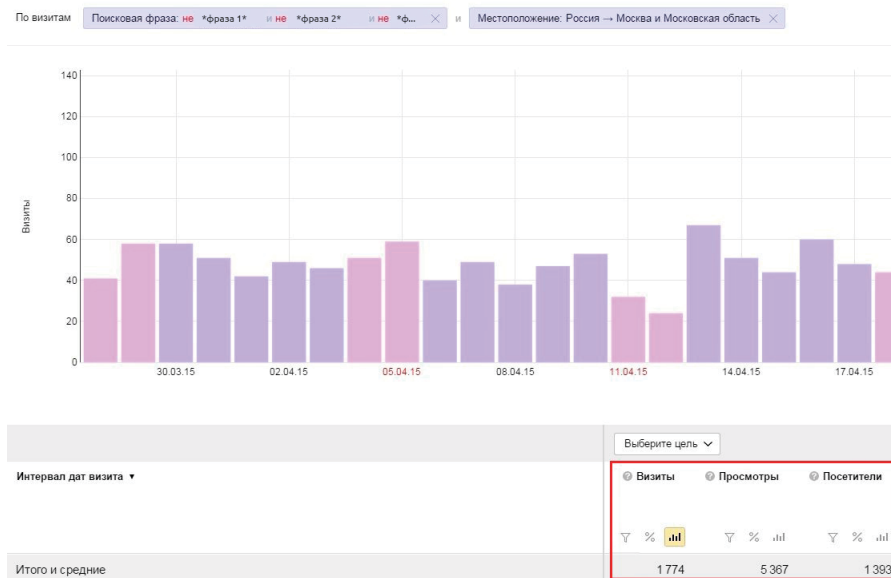 По визитам Поисковая фраза: не *фраза 1* и не *фраза 2* и не *ф... × и Местоположение: Россия → Москва и Московская область ×
140
120
100
80
60
40
20
0
Визиты
30.03.15 02.04.15 05.04.15 08.04.15 11.04.15 14.04.15 17.04.15
Выберите цель
Интервал дат визита ▼ ? Визиты ? Просмотры ? Посетители
% % %
Итого и средние 1 774 5 367 1 393